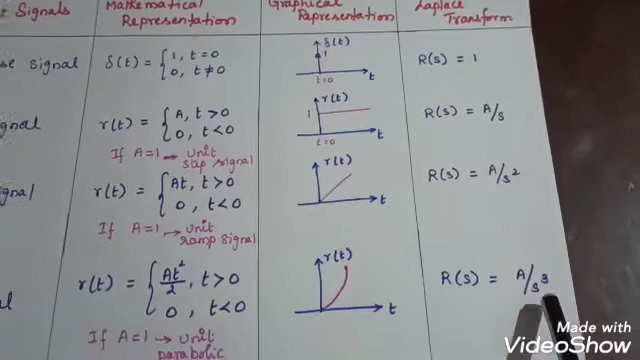 Signals Mathematical Representation Graphical Representation Laplace Transform
signal δ(t) = { 1, t=0 δ(t) R(s) = 1
0, t≠0 1 t
t=0
r(t) = { A, t>0 r(t) R(s) = A/s
0, t<0 1 t
t=0
If A=1 → unit step signal
r(t) = { At, t>0 r(t) R(s) = A/s²
0, t<0 t
If A=1 → unit ramp signal
r(t) = { At²/2, t>0 r(t) R(s) = A/s³
0, t<0 t
If A=1 → unit parabolic
Made with
VideoShow